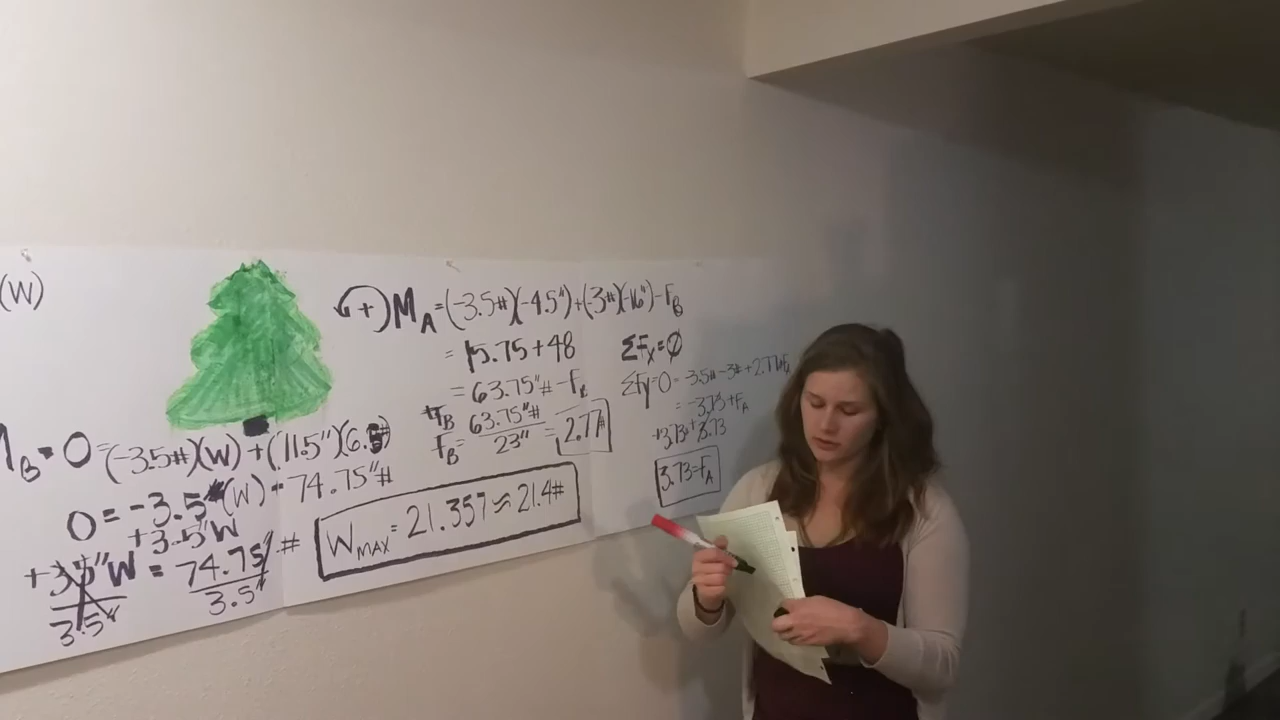 (W)
M_B = 0 = (-3.5#)(W) + (11.5")(6.5)
0 = -3.5 (W) + 74.75"#
+3.5"W
+3.5"W = 74.75" #
3.5" 3.5"
W_MAX = 21.357 ≈ 21.4#
+) M_A = (-3.5#)(-4.5") + (-3#)(-16") - F_B
= 15.75 + 48
= 63.75"# - F_B
+F_B
F_B = 63.75"# / 23" = 2.77#
ΣFx = 0
ΣFy = 0 = -3.5# - 3# + 2.77#
= -3.73 + F_A
+3.73 + 3.73
3.73 = F_A